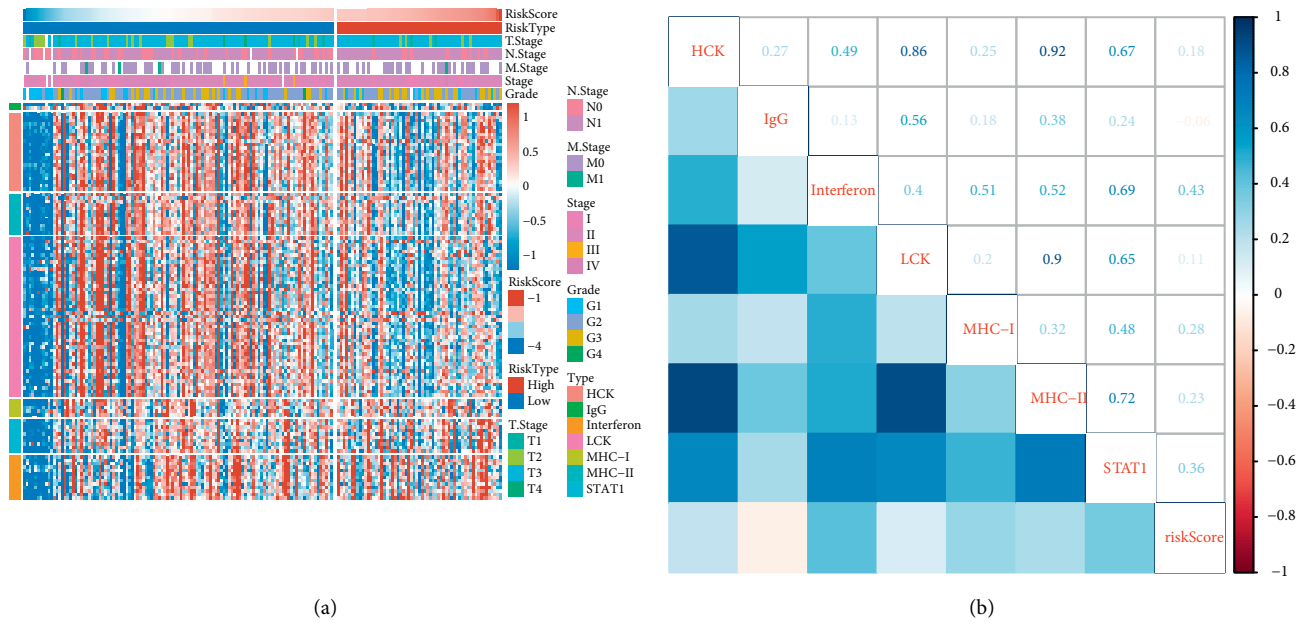 RiskScore
RiskType
T.Stage
N.Stage
M.Stage
Stage
Grade
1
0.5
0
−0.5
−1
RiskScore
−1
−4
RiskType
High
Low
T.Stage
T1
T2
T3
T4
N.Stage
N0
N1
M.Stage
M0
M1
Stage
I
II
III
IV
Grade
G1
G2
G3
G4
Type
HCK
IgG
Interferon
LCK
MHC−I
MHC−II
STAT1
(a)
HCK 0.27 0.49 0.86 0.25 0.92 0.67 0.18
IgG 0.13 0.56 0.18 0.38 0.24 −0.06
Interferon 0.4 0.51 0.52 0.69 0.43
LCK 0.2 0.9 0.65 0.11
MHC−I 0.32 0.48 0.28
MHC−II 0.72 0.23
STAT1 0.36
riskScore
1
0.8
0.6
0.4
0.2
0
−0.2
−0.4
−0.6
−0.8
−1
(b)